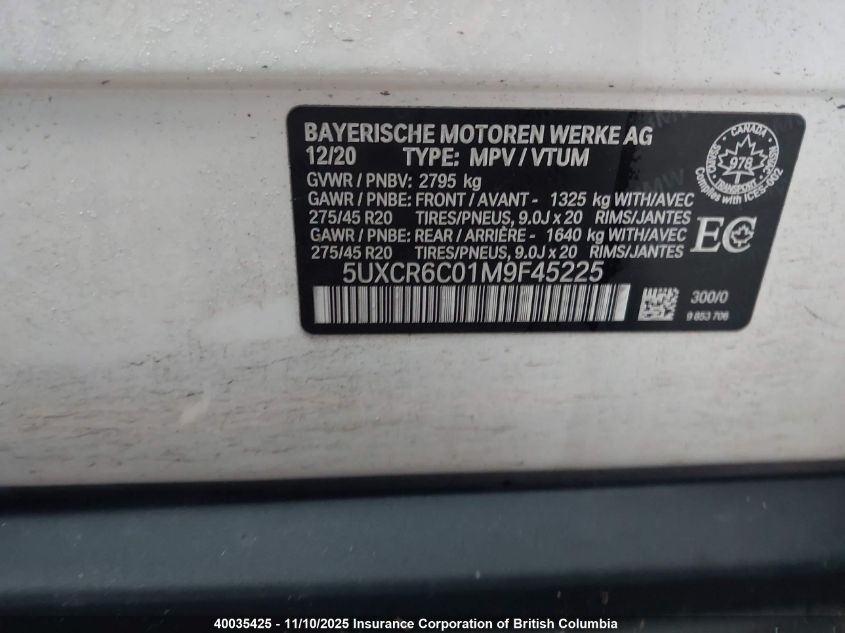 BAYERISCHE MOTOREN WERKE AG
12/20 TYPE: MPV / VTUM
GVWR / PNBV: 2795 kg
GAWR / PNBE: FRONT / AVANT - 1325 kg WITH/AVEC
275/45 R20 TIRES/PNEUS, 9.0J x 20 RIMS/JANTES
GAWR / PNBE: REAR / ARRIÈRE - 1640 kg WITH/AVEC
275/45 R20 TIRES/PNEUS, 9.0J x 20 RIMS/JANTES
5UXCR6C01M9F45225
CANADA
978
TRANSPORT
Complies with ICES-002
EC
300/0
9 853 706
40035425 - 11/10/2025 Insurance Corporation of British Columbia